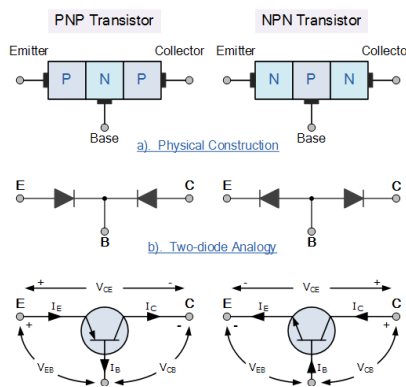 PNP Transistor NPN Transistor
Emitter Collector Emitter Collector
P N P N P N
Base Base
a). Physical Construction
E C E C
B B
b). Two-diode Analogy
+ VCE - - VCE +
E IE IC C E IE IC C
+ - - +
VEB IB VCB VEB IB VCB